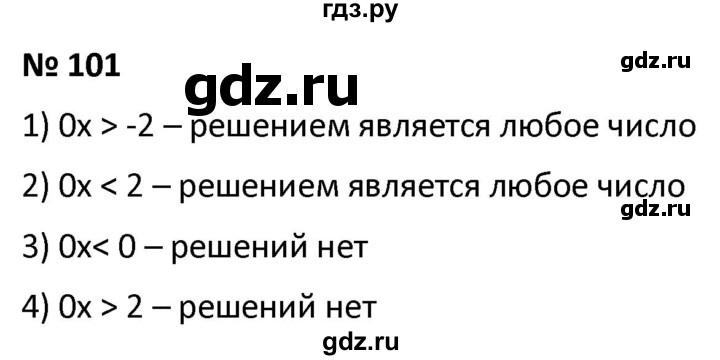 гдз.ру
№ 101
gdz.ru
gdz.ru
1) 0x > -2 – решением является любое число
2) 0x < 2 – решением является любое число
gdz.ru
3) 0x< 0 – решений нет
4) 0x > 2 – решений нет
gdz.ru